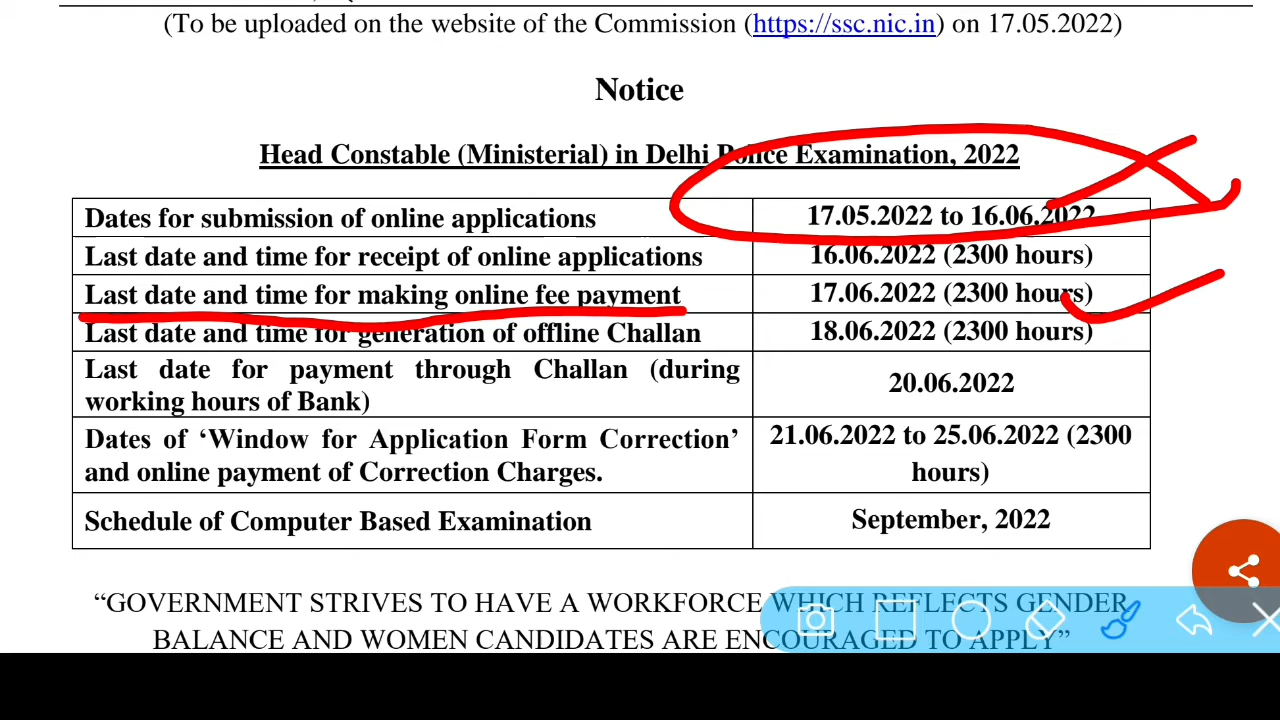 (To be uploaded on the website of the Commission (https://ssc.nic.in) on 17.05.2022)
Notice
Head Constable (Ministerial) in Delhi Police Examination, 2022
Dates for submission of online applications 17.05.2022 to 16.06.2022
Last date and time for receipt of online applications 16.06.2022 (2300 hours)
Last date and time for making online fee payment 17.06.2022 (2300 hours)
Last date and time for generation of offline Challan 18.06.2022 (2300 hours)
Last date for payment through Challan (during
working hours of Bank) 20.06.2022
Dates of ‘Window for Application Form Correction’
and online payment of Correction Charges. 21.06.2022 to 25.06.2022 (2300
hours)
Schedule of Computer Based Examination September, 2022
“GOVERNMENT STRIVES TO HAVE A WORKFORCE WHICH REFLECTS GENDER
BALANCE AND WOMEN CANDIDATES ARE ENCOURAGED TO APPLY”